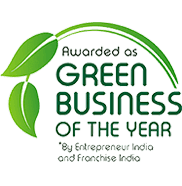 Awarded as
GREEN
BUSINESS
OF THE YEAR
*By Entrepreneur India
and Franchise India